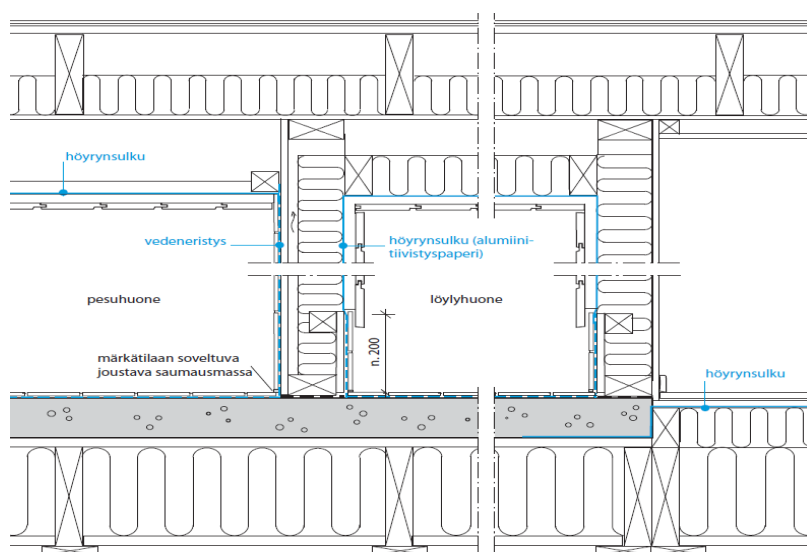 höyrynsulku
vedeneristys
höyrynsulku (alumiini-
tiivistyspaperi)
pesuhuone
löylyhuone
märkätilaan soveltuva
joustava saumausmassa
n. 200
höyrynsulku